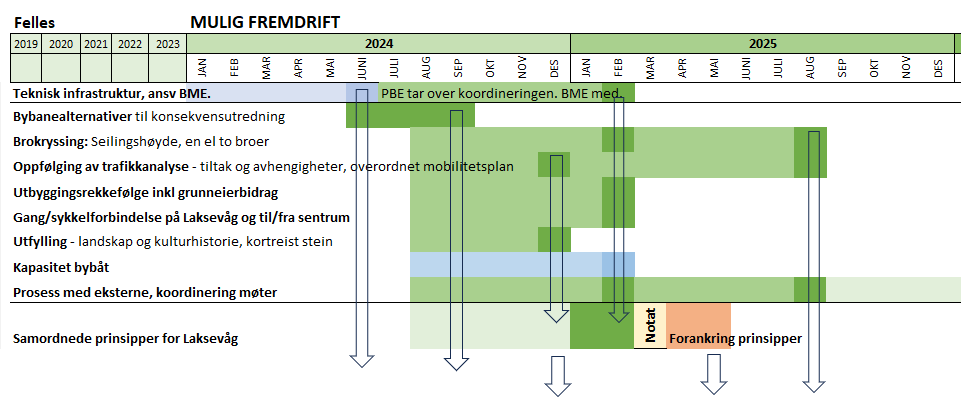 Felles MULIG FREMDRIFT
2019 2020 2021 2022 2023 2024 2025
JAN FEB MAR APR MAI JUNI JULI AUG SEP OKT NOV DES JAN FEB MAR APR MAI JUNI JULI AUG SEP OKT NOV DES
Teknisk infrastruktur, ansv BME. PBE tar over koordineringen. BME med.
Bybanealternativer til konsekvensutredning
Brokryssing: Seilingshøyde, en el to broer
Oppfølging av trafikkanalyse - tiltak og avhengigheter, overordnet mobilitetsplan
Utbyggingsrekkefølge inkl grunneierbidrag
Gang/sykkelforbindelse på Laksevåg og til/fra sentrum
Utfylling - landskap og kulturhistorie, kortreist stein
Kapasitet bybåt
Prosess med eksterne, koordinering møter
Samordnede prinsipper for Laksevåg Notat Forankring prinsipper